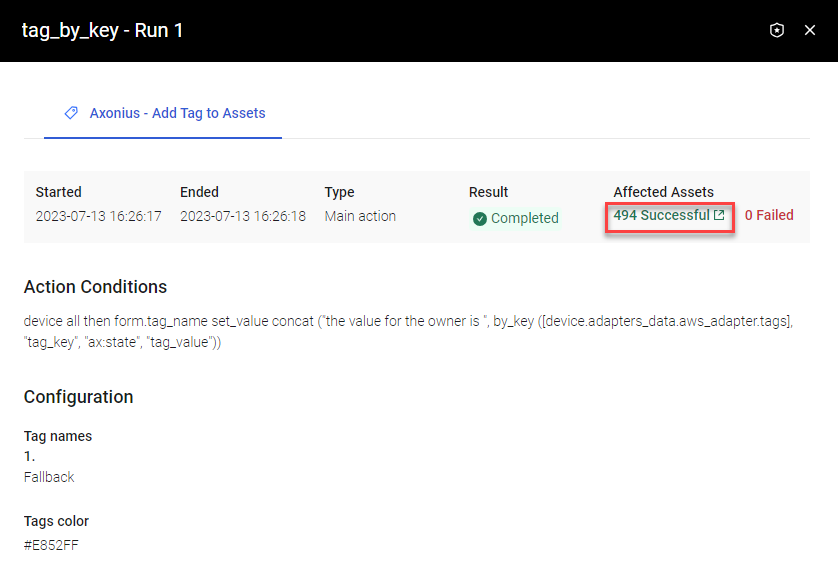 tag_by_key - Run 1
Axonius - Add Tag to Assets
Started Ended Type Result Affected Assets
2023-07-13 16:26:17 2023-07-13 16:26:18 Main action Completed 494 Successful 0 Failed
Action Conditions
device all then form.tag_name set_value concat ("the value for the owner is ", by_key ([device.adapters_data.aws_adapter.tags],
"tag_key", "ax:state", "tag_value"))
Configuration
Tag names
1.
Fallback
Tags color
#E852FF